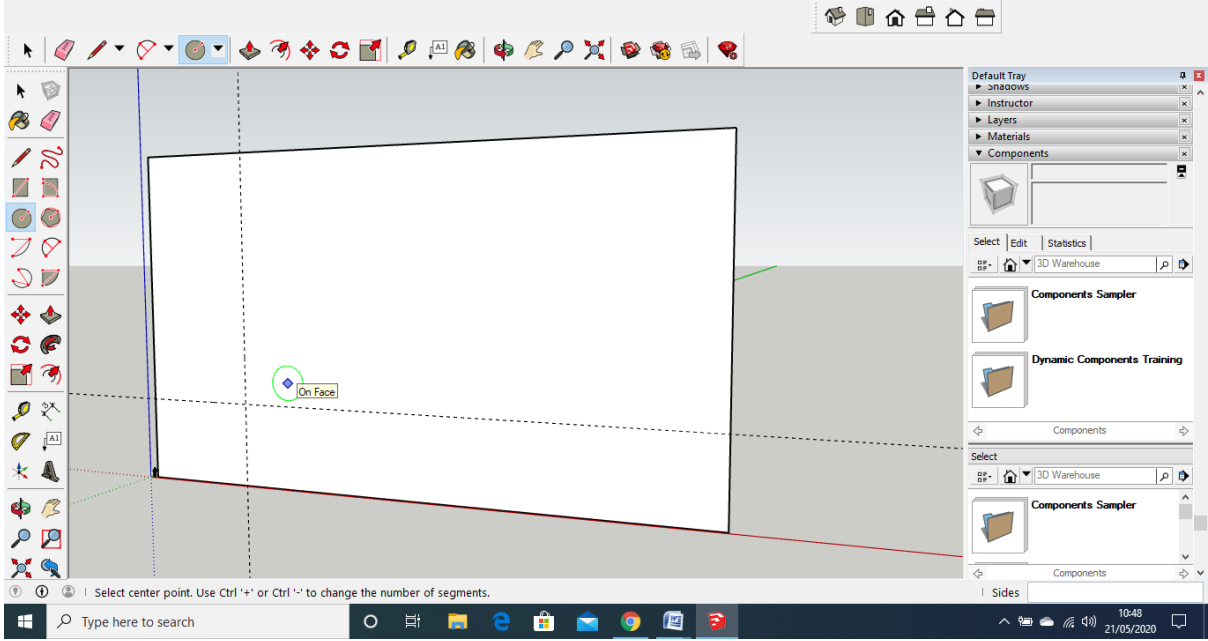 A1
Default Tray
Shadows
Instructor
Layers
Materials
Components
Select
Edit
Statistics
3D Warehouse
Components Sampler
Dynamic Components Training
Components
Select
3D Warehouse
Components Sampler
Components
On Face
A1
Select center point. Use Ctrl '+' or Ctrl '-' to change the number of segments.
Sides
Type here to search
10:48
21/05/2020